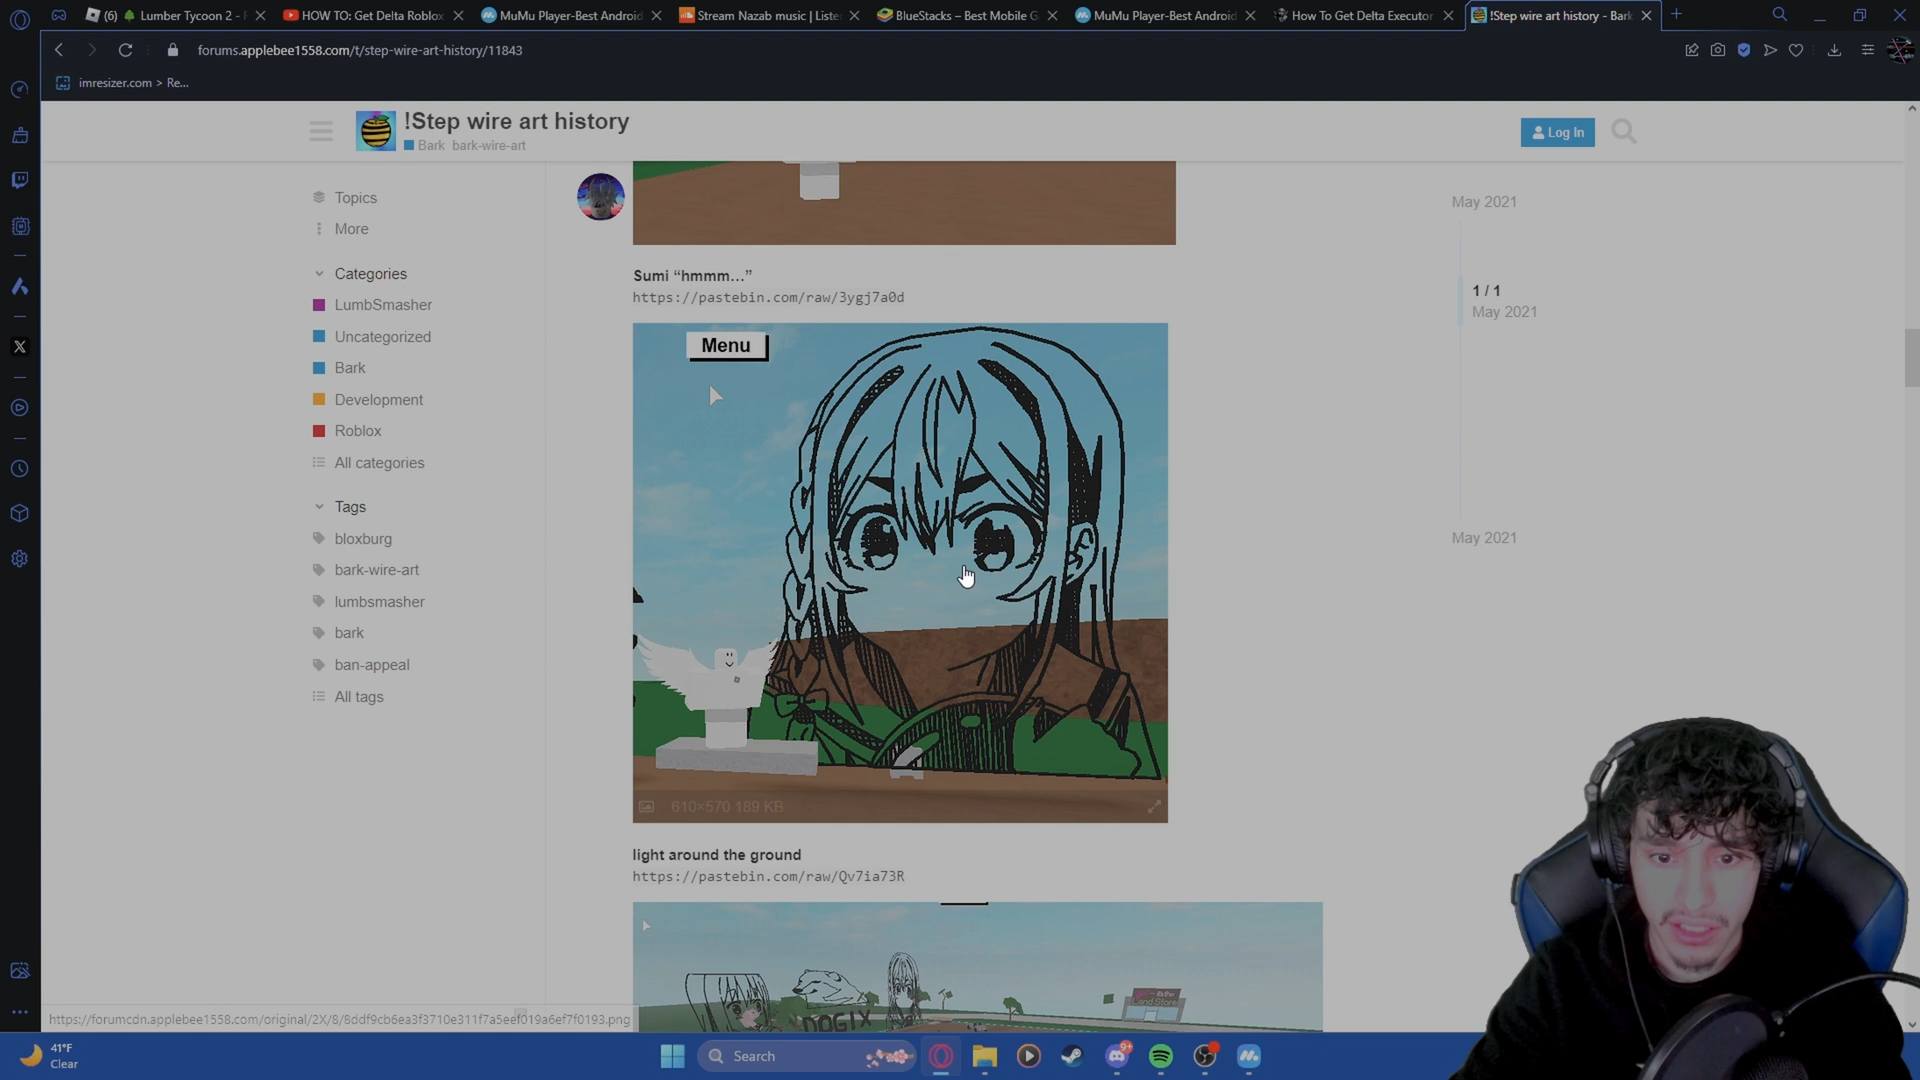 (6) Lumber Tycoon 2 -
HOW TO: Get Delta Roblox
MuMu Player-Best Android
Stream Nazab music | Liste
BlueStacks – Best Mobile G
MuMu Player-Best Android
How To Get Delta Executor
!Step wire art history - Bark
forums.applebee1558.com/t/step-wire-art-history/11843
imresizer.com > Re...
!Step wire art history
Bark bark-wire-art
Log In
Topics
More
Categories
LumbSmasher
Uncategorized
Bark
Development
Roblox
All categories
Tags
bloxburg
bark-wire-art
lumbsmasher
bark
ban-appeal
All tags
Sumi “hmmm…”
https://pastebin.com/raw/3ygj7a0d
Menu
610×570 189 KB
light around the ground
https://pastebin.com/raw/Qv7ia73R
DOGIX
Land Store
May 2021
1 / 1
May 2021
May 2021
https://forumcdn.applebee1558.com/original/2X/8/8ddf9cb6ea3f3710e311f7a5eef019a6ef7f0193.png
41°F
Clear
Search
9+